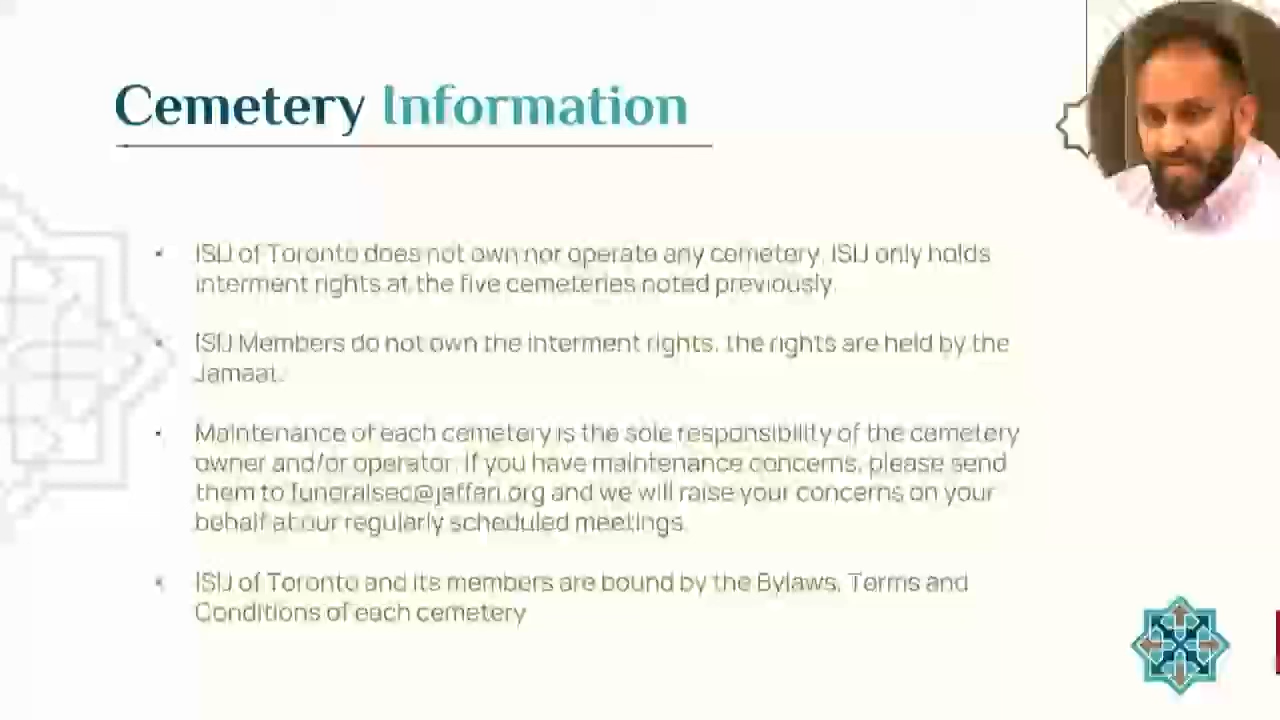 Cemetery Information
ISIJ of Toronto does not own nor operate any cemetery. ISIJ only holds
interment rights at the five cemeteries noted previously.
ISIJ Members do not own the interment rights, the rights are held by the
Jamaat.
Maintenance of each cemetery is the sole responsibility of the cemetery
owner and/or operator. If you have maintenance concerns, please send
them to funeralsec@jaffari.org and we will raise your concerns on your
behalf at our regularly scheduled meetings.
ISIJ of Toronto and its members are bound by the Bylaws, Terms and
Conditions of each cemetery